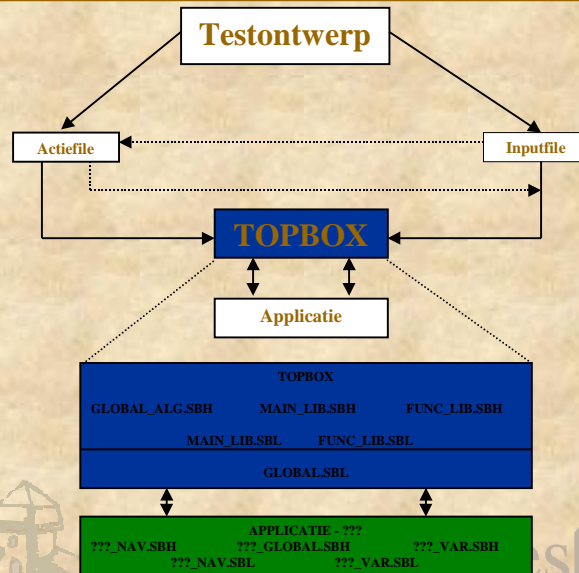 Testontwerp
Actiefile
Inputfile
TOPBOX
Applicatie
TOPBOX
GLOBAL_ALG.SBH MAIN_LIB.SBH FUNC_LIB.SBH
MAIN_LIB.SBL FUNC_LIB.SBL
GLOBAL.SBL
APPLICATIE - ???
???_NAV.SBH ???_GLOBAL.SBH ???_VAR.SBH
???_NAV.SBL ???_VAR.SBL